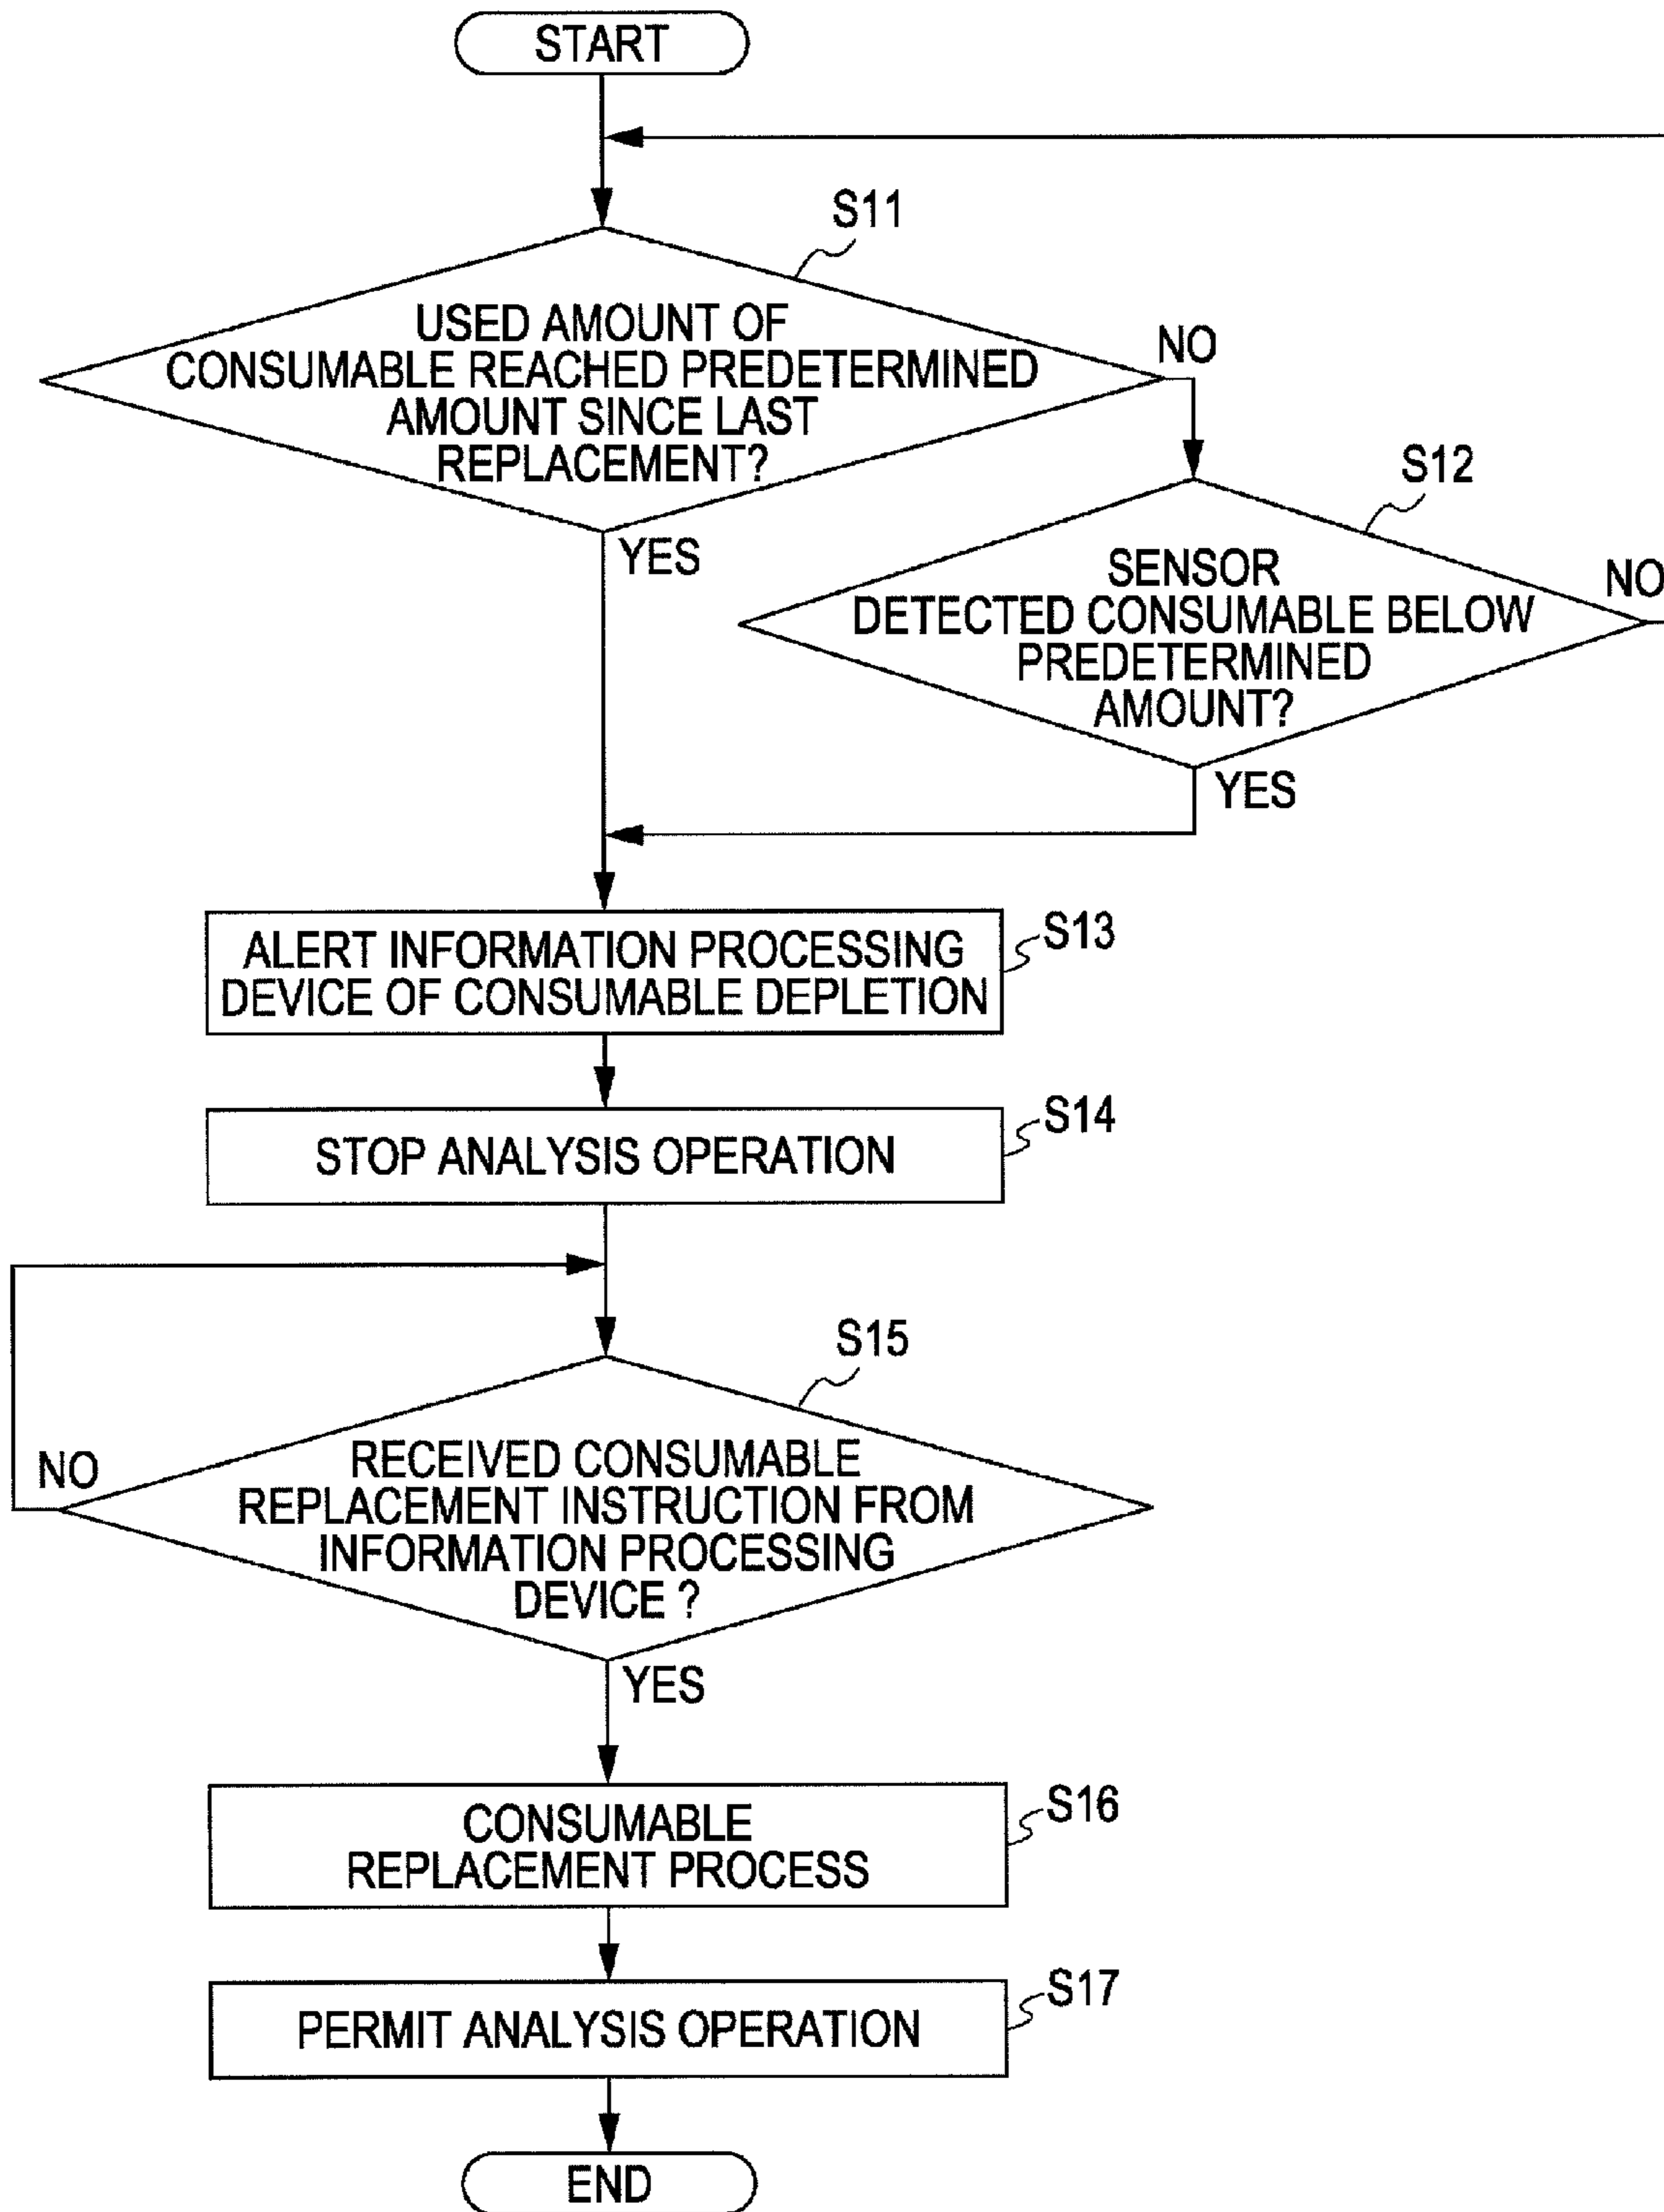 START
S11
USED AMOUNT OF
CONSUMABLE REACHED PREDETERMINED
AMOUNT SINCE LAST
REPLACEMENT?
NO
YES
S12
SENSOR
DETECTED CONSUMABLE BELOW
PREDETERMINED
AMOUNT?
NO
YES
ALERT INFORMATION PROCESSING
DEVICE OF CONSUMABLE DEPLETION
S13
STOP ANALYSIS OPERATION
S14
S15
RECEIVED CONSUMABLE
REPLACEMENT INSTRUCTION FROM
INFORMATION PROCESSING
DEVICE ?
NO
YES
CONSUMABLE
REPLACEMENT PROCESS
S16
PERMIT ANALYSIS OPERATION
S17
END